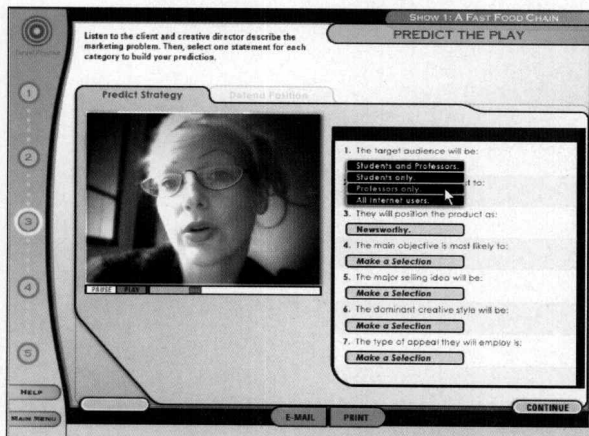 SHOW 1: A FAST FOOD CHAIN
PREDICT THE PLAY
Listen to the client and creative director describe the
marketing problem. Then, select one statement for each
category to build your prediction.
1
2
3
4
5
HELP
MAIN MENU
Predict Strategy
Defend Position
PAUSE PLAY
1. The target audience will be:
Students and Professors.
Students only.
Professors only.
All Internet users.
to:
3. They will position the product as:
Newsworthy.
4. The main objective is most likely to:
Make a Selection
5. The major selling idea will be:
Make a Selection
6. The dominant creative style will be:
Make a Selection
7. The type of appeal they will employ is:
Make a Selection
E-MAIL PRINT
CONTINUE